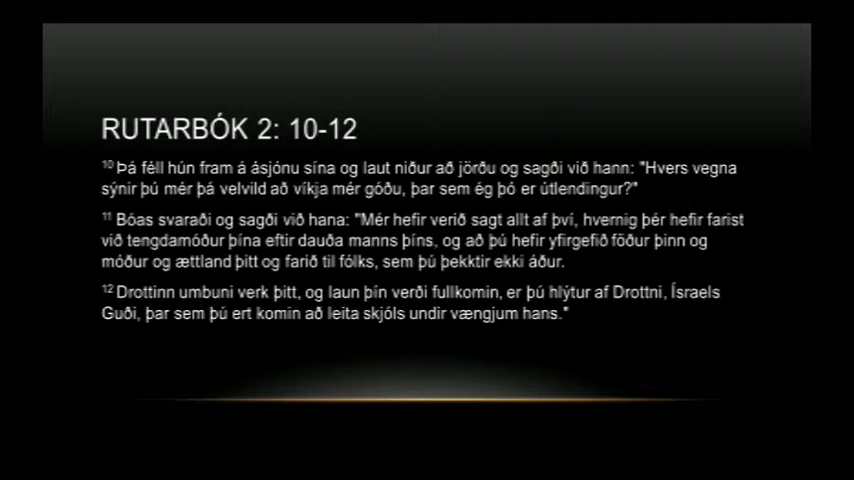 RUTARBÓK 2: 10-12
10 Þá féll hún fram á ásjónu sína og laut niður að jörðu og sagði við hann: "Hvers vegna
sýnir þú mér þá velvild að víkja mér góðu, þar sem ég þó er útlendingur?"
11 Bóas svaraði og sagði við hana: "Mér hefir verið sagt allt af því, hvernig þér hefir farist
við tengdamóður þína eftir dauða manns þíns, og að þú hefir yfirgefið föður þinn og
móður og ættland þitt og farið til fólks, sem þú þekktir ekki áður.
12 Drottinn umbuni verk þitt, og laun þín verði fullkomin, er þú hlýtur af Drottni, Ísraels
Guði, þar sem þú ert komin að leita skjóls undir vængjum hans."